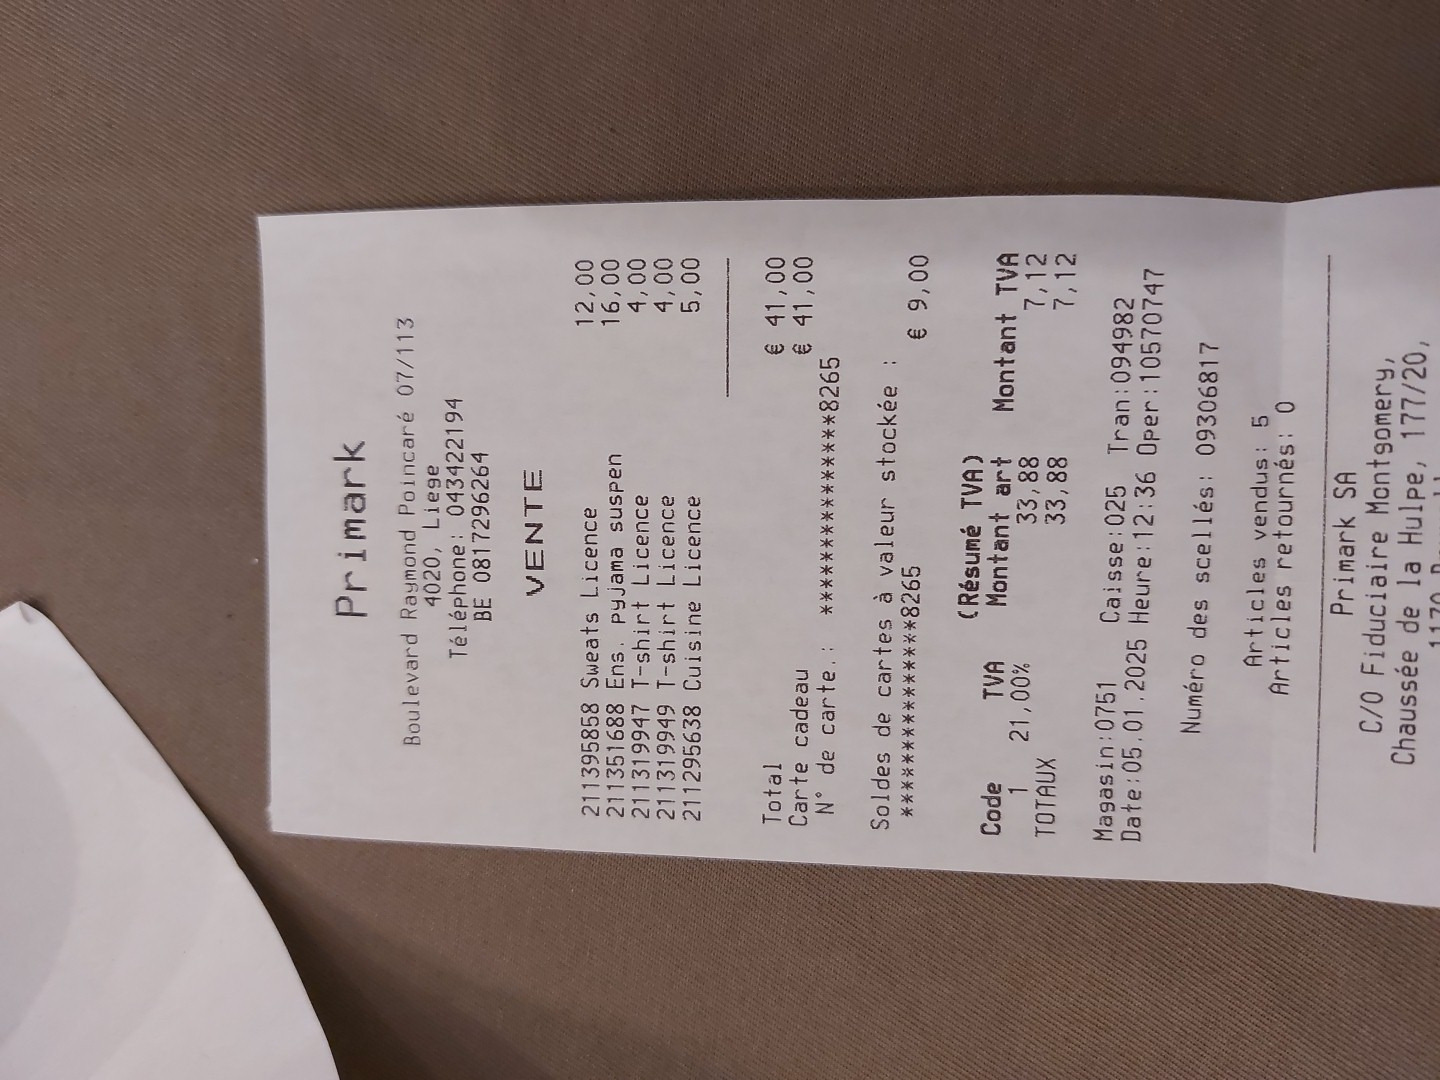 Primark
Boulevard Raymond Poincaré 07/113
4020, Liege
Téléphone: 043422194
BE 0817296264
VENTE
211395858 Sweats Licence 12,00
211351688 Ens. pyjama suspen 16,00
211319947 T-shirt Licence 4,00
211319949 T-shirt Licence 4,00
211295638 Cuisine Licence 5,00
Total € 41,00
Carte cadeau € 41,00
N° de carte.: ***************8265
Soldes de cartes à valeur stockée :
***************8265 € 9,00
(Résumé TVA)
Code TVA Montant art Montant TVA
1 21,00% 33,88 7,12
TOTAUX 33,88 7,12
Magasin:0751 Caisse:025 Tran:094982
Date:05.01.2025 Heure:12:36 Oper:10570747
Numéro des scellés: 09306817
Articles vendus: 5
Articles retournés: 0
Primark SA
C/O Fiduciaire Montgomery,
Chaussée de la Hulpe, 177/20,
1170